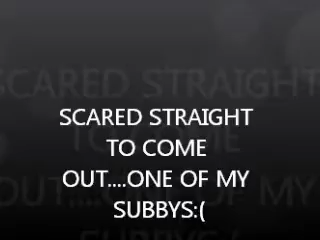 SCARED STRAIGHT
TO COME
OUT....ONE OF MY
SUBBYS:(